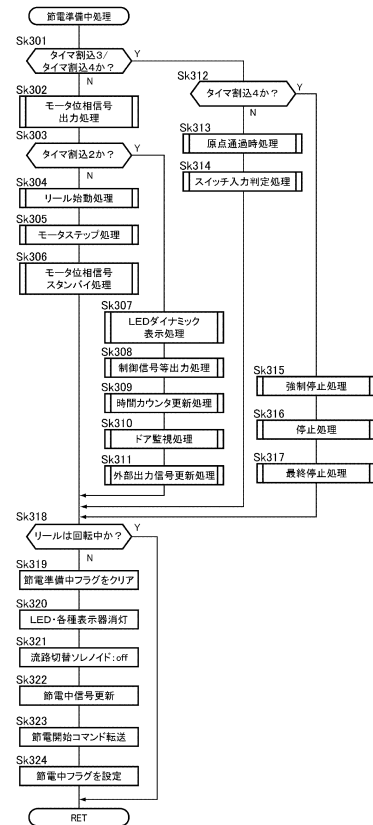 節電準備中処理
Sk301
タイマ割込3/
タイマ割込4か？
Y
N
Sk302
モータ位相信号
出力処理
Sk303
タイマ割込2か？
Y
N
Sk304
リール始動処理
Sk305
モータステップ処理
Sk306
モータ位相信号
スタンバイ処理
Sk307
LEDダイナミック
表示処理
Sk308
制御信号等出力処理
Sk309
時間カウンタ更新処理
Sk310
ドア監視処理
Sk311
外部出力信号更新処理
Sk312
タイマ割込4か？
Y
N
Sk313
原点通過時処理
Sk314
スイッチ入力判定処理
Sk315
強制停止処理
Sk316
停止処理
Sk317
最終停止処理
Sk318
リールは回転中か？
Y
N
Sk319
節電準備中フラグをクリア
Sk320
LED・各種表示器消灯
Sk321
流路切替ソレノイド:off
Sk322
節電中信号更新
Sk323
節電開始コマンド転送
Sk324
節電中フラグを設定
RET